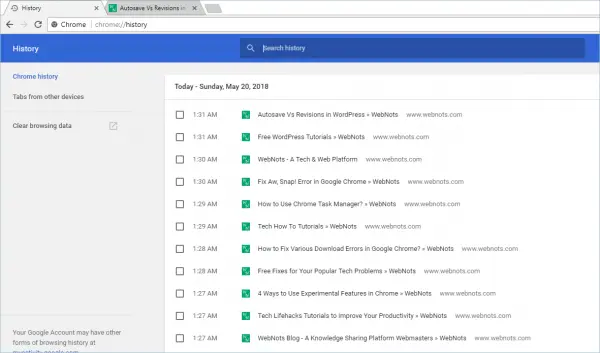 History
Autosave Vs Revisions in
Chrome
chrome://history
History
Search history
Chrome history
Tabs from other devices
Clear browsing data
Your Google Account may have other
forms of browsing history at
myactivity.google.com
Today - Sunday, May 20, 2018
1:31 AM Autosave Vs Revisions in WordPress » WebNots www.webnots.com
1:31 AM Free WordPress Tutorials » WebNots www.webnots.com
1:30 AM WebNots - A Tech & Web Platform www.webnots.com
1:30 AM Fix Aw, Snap! Error in Google Chrome » WebNots www.webnots.com
1:29 AM How to Use Chrome Task Manager? » WebNots www.webnots.com
1:29 AM Tech How To Tutorials » WebNots www.webnots.com
1:28 AM How to Fix Various Download Errors in Google Chrome? » WebNots www.webnots.com
1:28 AM Free Fixes for Your Popular Tech Problems » WebNots www.webnots.com
1:27 AM 4 Ways to Use Experimental Features in Chrome » WebNots www.webnots.com
1:27 AM Tech Lifehacks Tutorials to Improve Your Productivity » WebNots www.webnots.com
1:27 AM WebNots Blog - A Knowledge Sharing Platform Webmasters » WebNots www.webnots.com